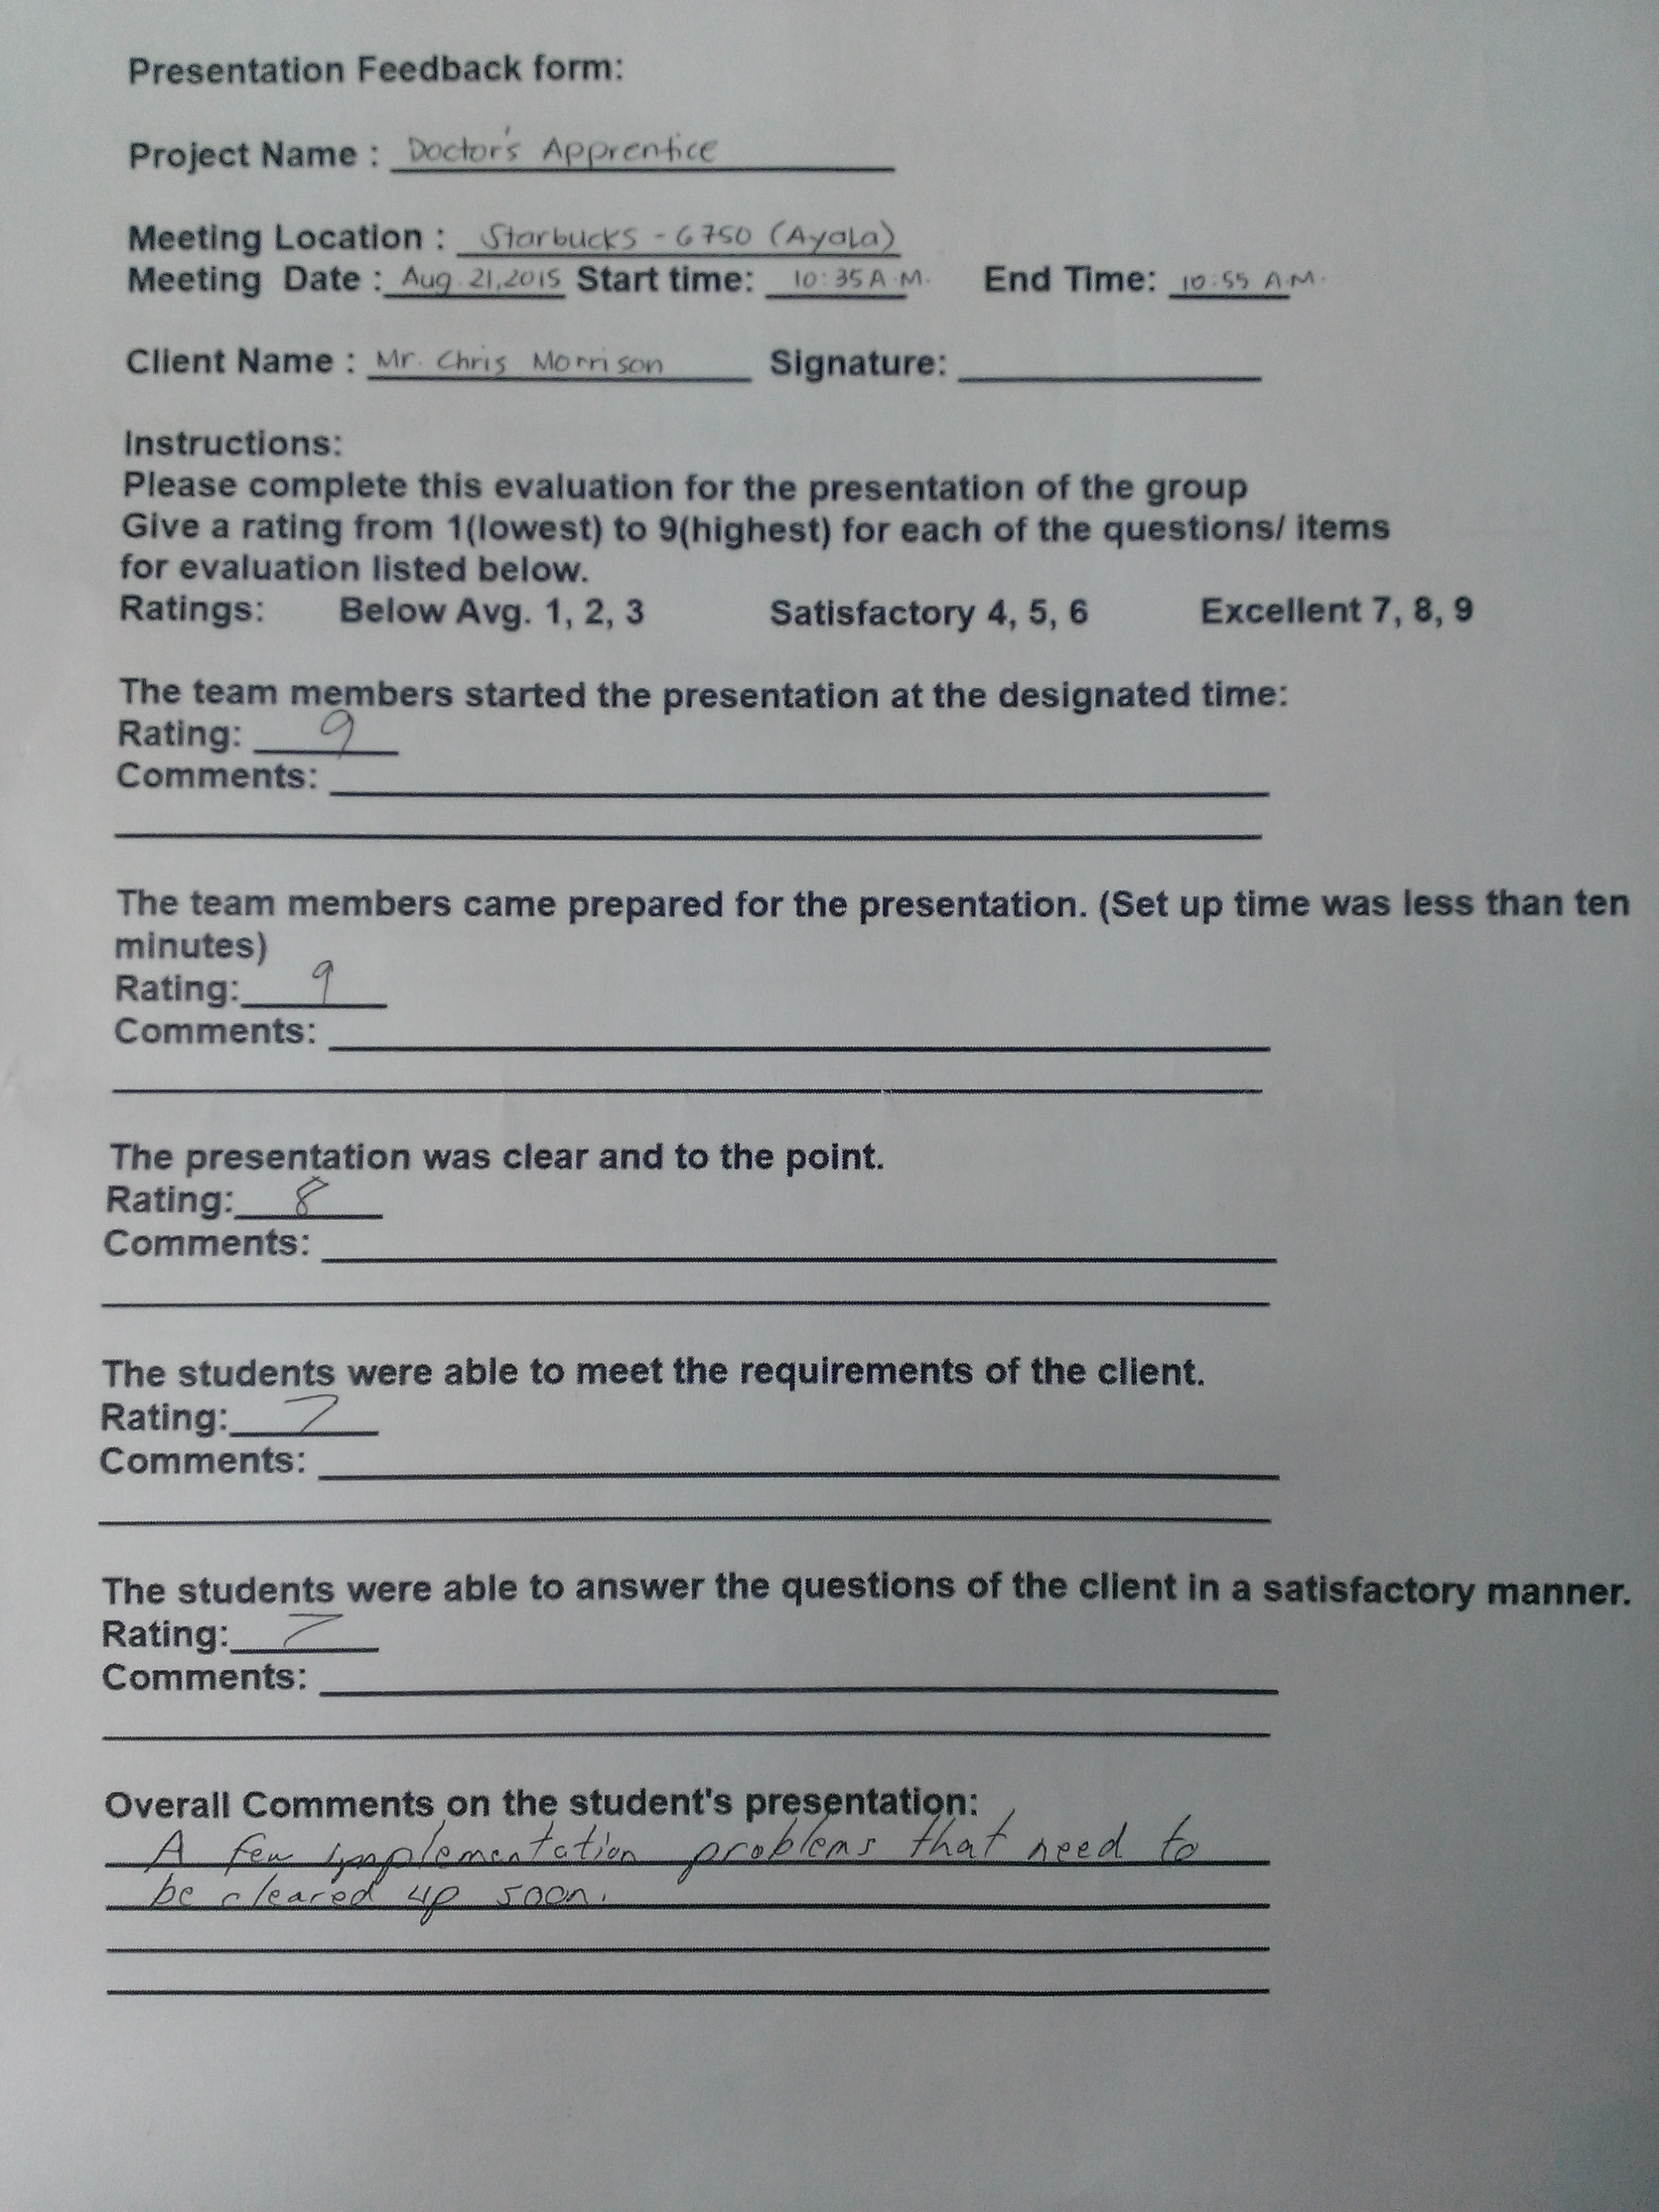 Presentation Feedback form:
Project Name : Doctor's Apprentice
Meeting Location : Starbucks - 6750 (Ayala)
Meeting Date : Aug. 21, 2015 Start time: 10:35 A.M. End Time: 10:55 A.M.
Client Name : Mr. Chris Morrison Signature:
Instructions:
Please complete this evaluation for the presentation of the group
Give a rating from 1(lowest) to 9(highest) for each of the questions/ items
for evaluation listed below.
Ratings: Below Avg. 1, 2, 3 Satisfactory 4, 5, 6 Excellent 7, 8, 9
The team members started the presentation at the designated time:
Rating: 9
Comments:
The team members came prepared for the presentation. (Set up time was less than ten
minutes)
Rating: 9
Comments:
The presentation was clear and to the point.
Rating: 8
Comments:
The students were able to meet the requirements of the client.
Rating: 7
Comments:
The students were able to answer the questions of the client in a satisfactory manner.
Rating: 7
Comments:
Overall Comments on the student's presentation:
A few implementation problems that need to
be cleared up soon.